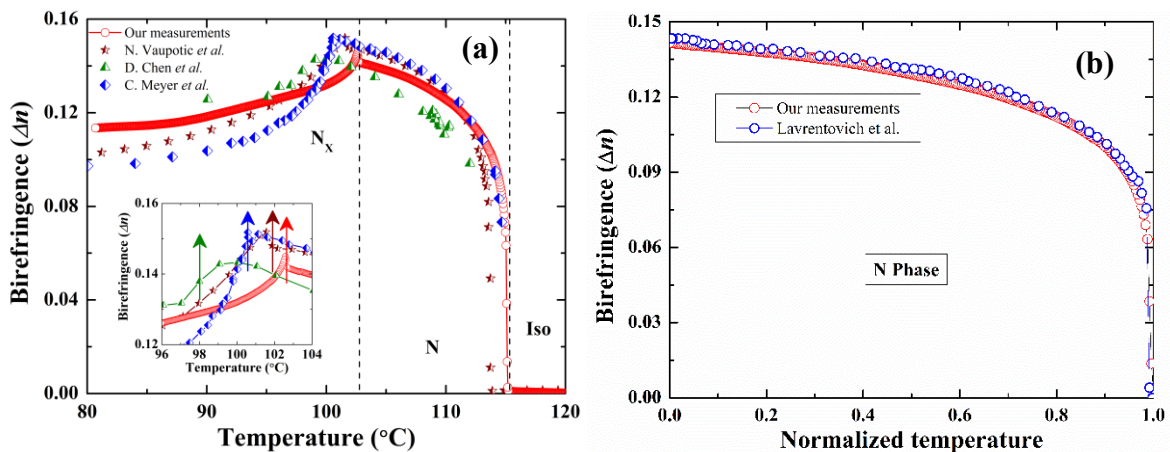 (a)
Our measurements
N. Vaupotic et al.
D. Chen et al.
C. Meyer et al.
Birefringence (Δn)
0.16
0.12
0.08
0.04
0.00
N_X
N
Iso
80 90 100 110 120
Temperature (°C)
Birefringence (Δn)
0.16
0.14
0.12
96 98 100 102 104
Temperature (°C)
(b)
Our measurements
Lavrentovich et al.
N Phase
Birefringence (Δn)
0.15
0.12
0.09
0.06
0.03
0.00
0.0 0.2 0.4 0.6 0.8 1.0
Normalized temperature